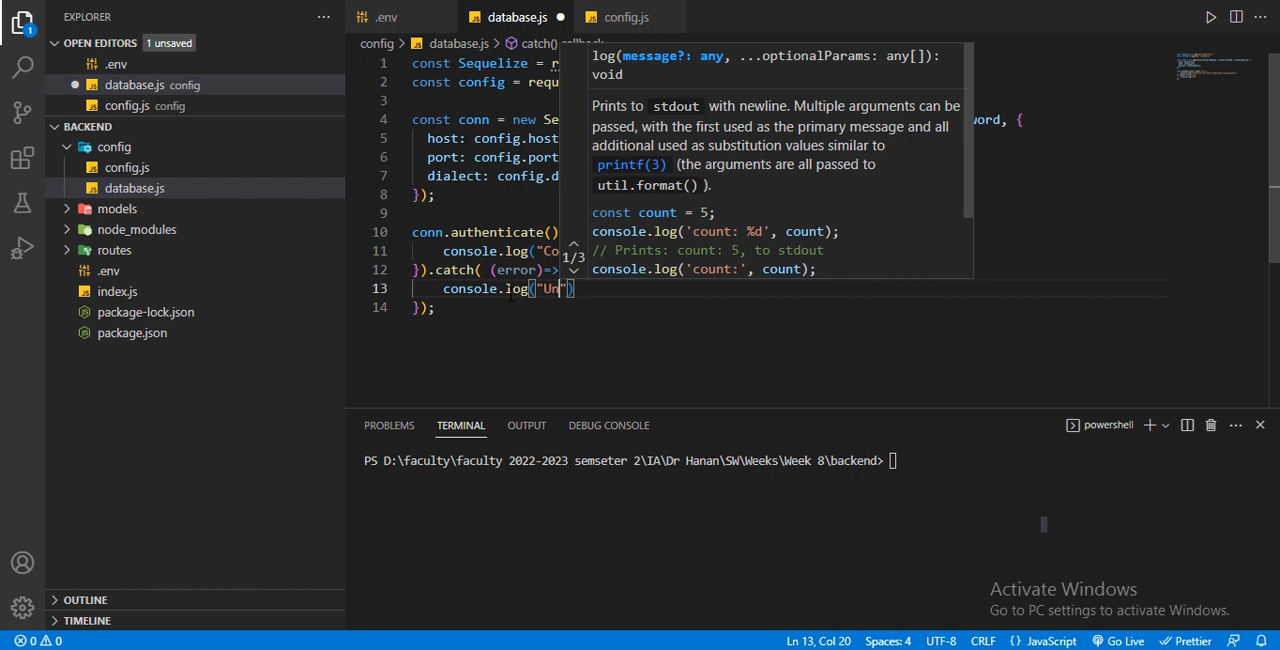 EXPLORER
.env
database.js
config.js
OPEN EDITORS 1 unsaved
.env
database.js config
config.js config
BACKEND
config
config.js
database.js
models
node_modules
routes
.env
index.js
package-lock.json
package.json
OUTLINE
TIMELINE
config > database.js > catch()
1 const Sequelize = r
2 const config = requ
3
4 const conn = new Se word, {
5 host: config.host
6 port: config.port
7 dialect: config.d
8 });
9
10 conn.authenticate()
11 console.log("Co
12 }).catch( (error)=>
13 console.log("Un")
14 });
log(message?: any, ...optionalParams: any[]):
void
Prints to stdout with newline. Multiple arguments can be
passed, with the first used as the primary message and all
additional used as substitution values similar to
printf(3) (the arguments are all passed to
util.format() ).
const count = 5;
console.log('count: %d', count);
// Prints: count: 5, to stdout
console.log('count:', count);
1/3
PROBLEMS TERMINAL OUTPUT DEBUG CONSOLE
powershell
PS D:\faculty\faculty 2022-2023 semseter 2\IA\Dr Hanan\SW\Weeks\Week 8\backend>
Activate Windows
Go to PC settings to activate Windows.
0 0 Ln 13, Col 20 Spaces: 4 UTF-8 CRLF {} JavaScript Go Live Prettier
1